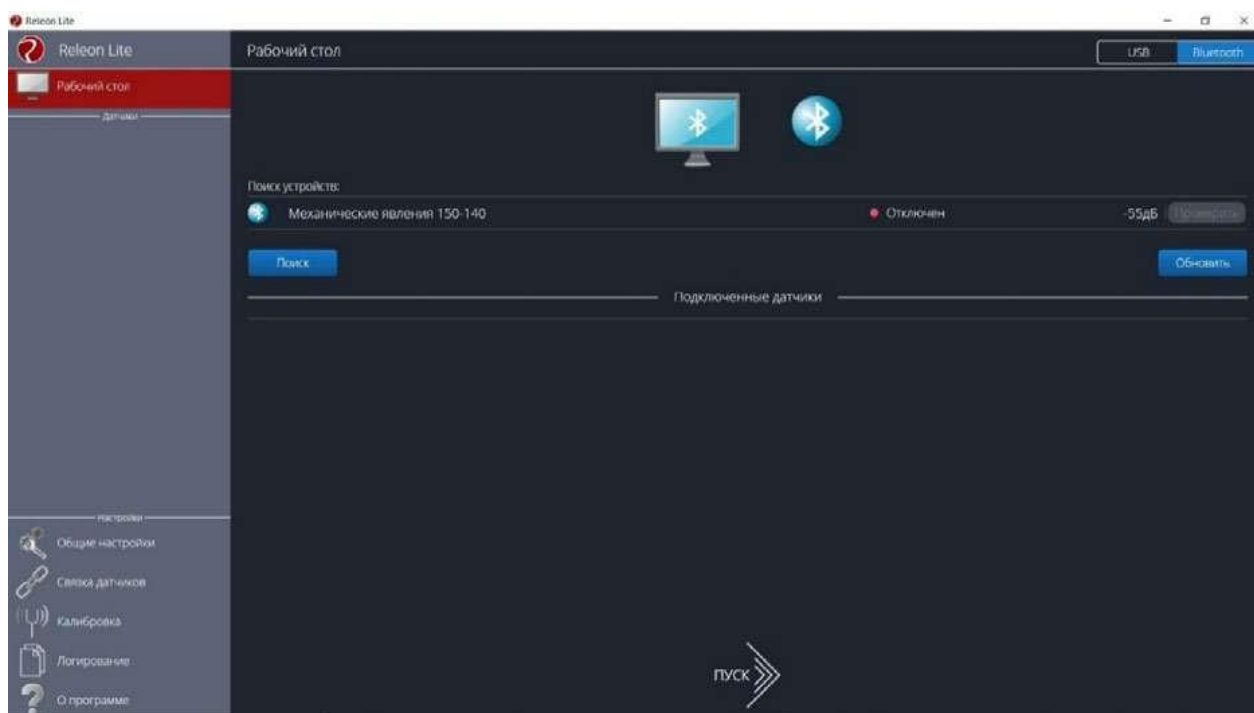 Releon Lite
Releon Lite
Рабочий стол
USB
Bluetooth
Рабочий стол
Датчики
Поиск устройств:
Механические явления 150-140
Отключен
-55дБ
Проверить
Поиск
Обновить
Подключенные датчики
Настройки
Общие настройки
Связка датчиков
Калибровка
Логирование
О программе
ПУСК